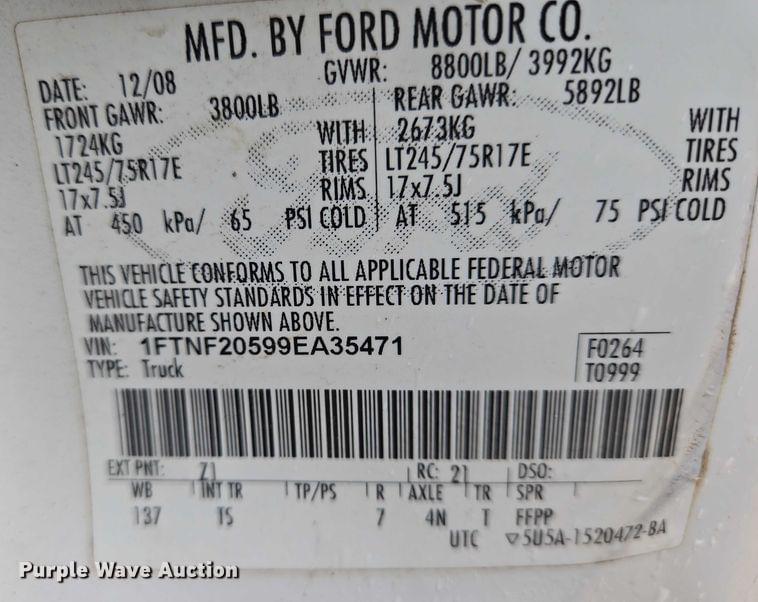 MFD. BY FORD MOTOR CO.
DATE: 12/08 GVWR: 8800LB/ 3992KG
FRONT GAWR: 3800LB REAR GAWR: 5892LB
1724KG WITH 2673KG WITH
LT245/75R17E TIRES LT245/75R17E TIRES
17x7.5J RIMS 17x7.5J RIMS
AT 450 kPa/ 65 PSI COLD AT 515 kPa/ 75 PSI COLD
THIS VEHICLE CONFORMS TO ALL APPLICABLE FEDERAL MOTOR
VEHICLE SAFETY STANDARDS IN EFFECT ON THE DATE OF
MANUFACTURE SHOWN ABOVE.
VIN: 1FTNF20599EA35471 F0264
TYPE: Truck T0999
EXT PNT: Z1 RC: 21 DSO:
WB INT TR TP/PS R AXLE TR SPR
137 TS 7 4N T FFPP
UTC ▽5U5A-1520472-BA
Purple Wave Auction